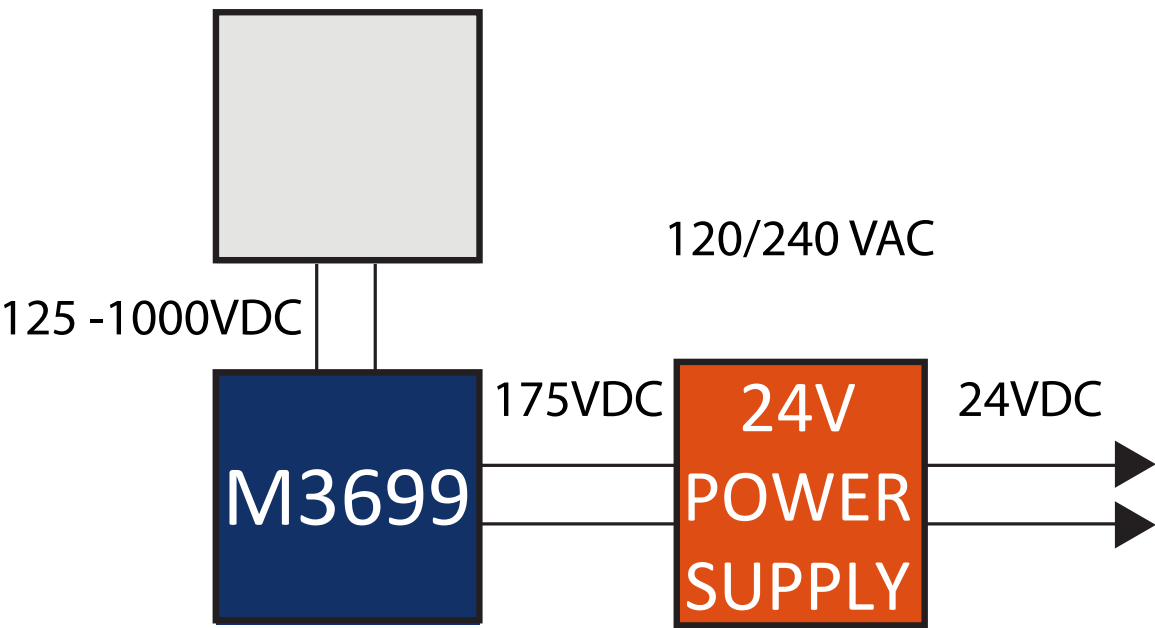 120/240 VAC
125 -1000VDC
175VDC
24V
POWER
SUPPLY
24VDC
M3699